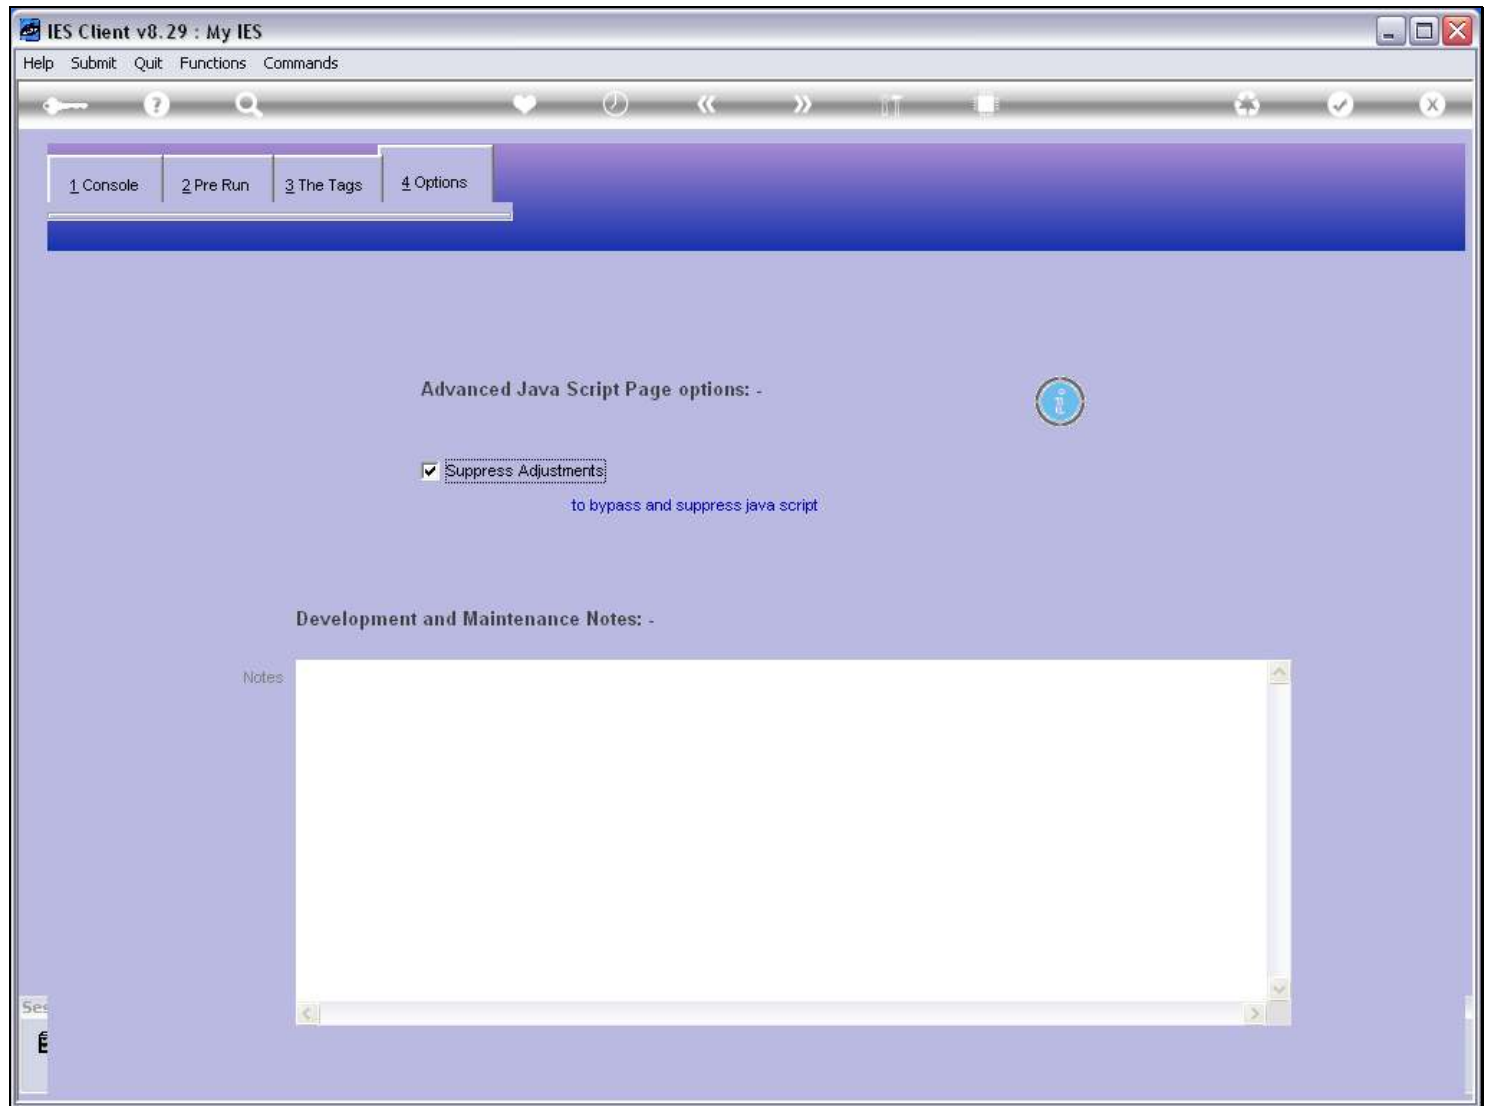 IES Client v8.29 : My IES
Help Submit Quit Functions Commands
1 Console 2 Pre Run 3 The Tags 4 Options
Advanced Java Script Page options: -
Suppress Adjustments
to bypass and suppress java script
Development and Maintenance Notes: -
Notes